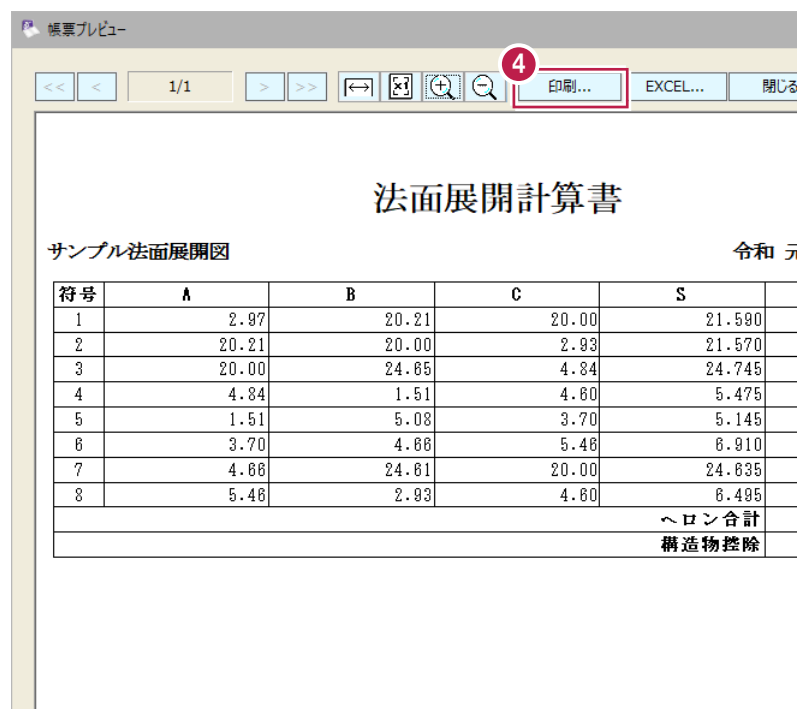 帳票プレビュー
4
<< < 1/1 > >> 印刷... EXCEL... 閉じる
法面展開計算書
サンプル法面展開図 令和 元
符号 A B C S
1 2.97 20.21 20.00 21.590
2 20.21 20.00 2.93 21.570
3 20.00 24.65 4.84 24.745
4 4.84 1.51 4.60 5.475
5 1.51 5.08 3.70 5.145
6 3.70 4.66 5.46 6.910
7 4.66 24.61 20.00 24.635
8 5.46 2.93 4.60 6.495
ヘロン合計
構造物控除